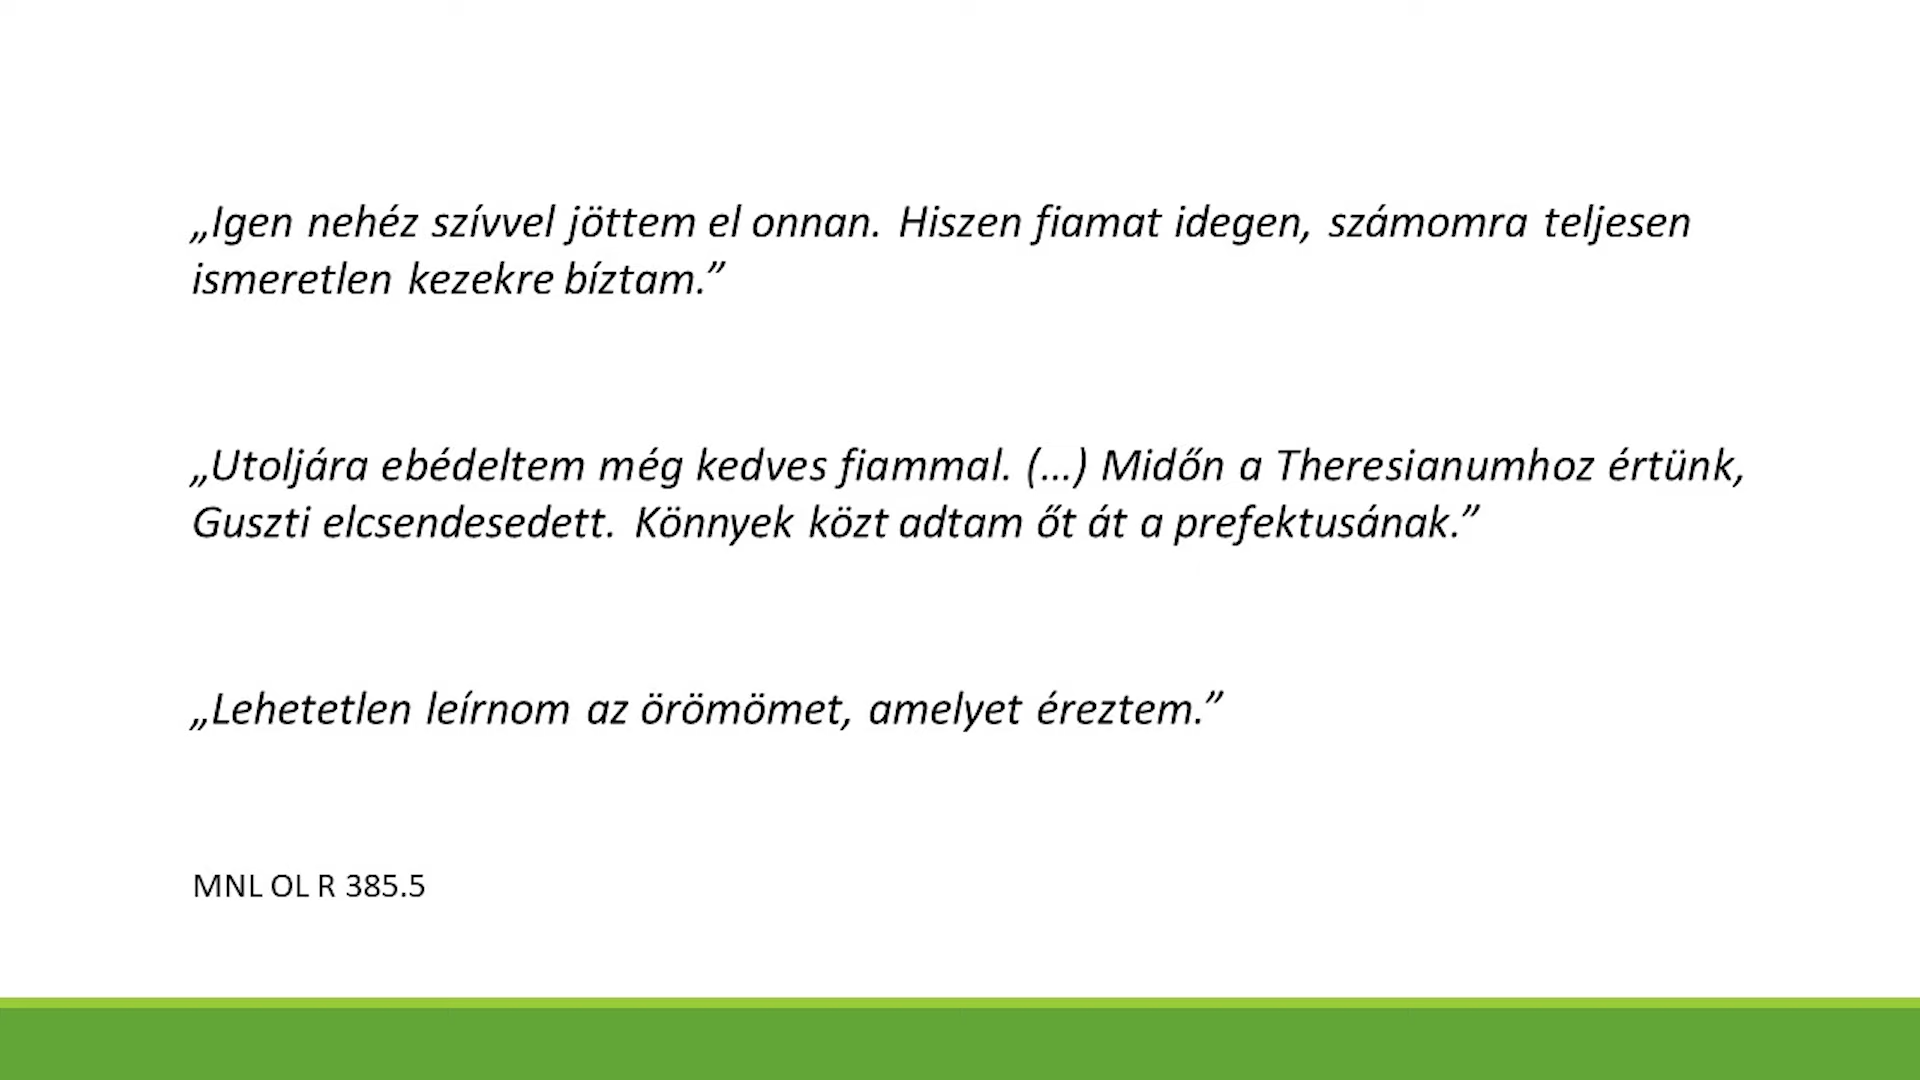 „Igen nehéz szívvel jöttem el onnan. Hiszen fiamat idegen, számomra teljesen
ismeretlen kezekre bíztam.”
„Utoljára ebédeltem még kedves fiammal. (…) Midőn a Theresianumhoz értünk,
Guszti elcsendesedett. Könnyek közt adtam őt át a prefektusának.”
„Lehetetlen leírnom az örömömet, amelyet éreztem.”
MNL OL R 385.5